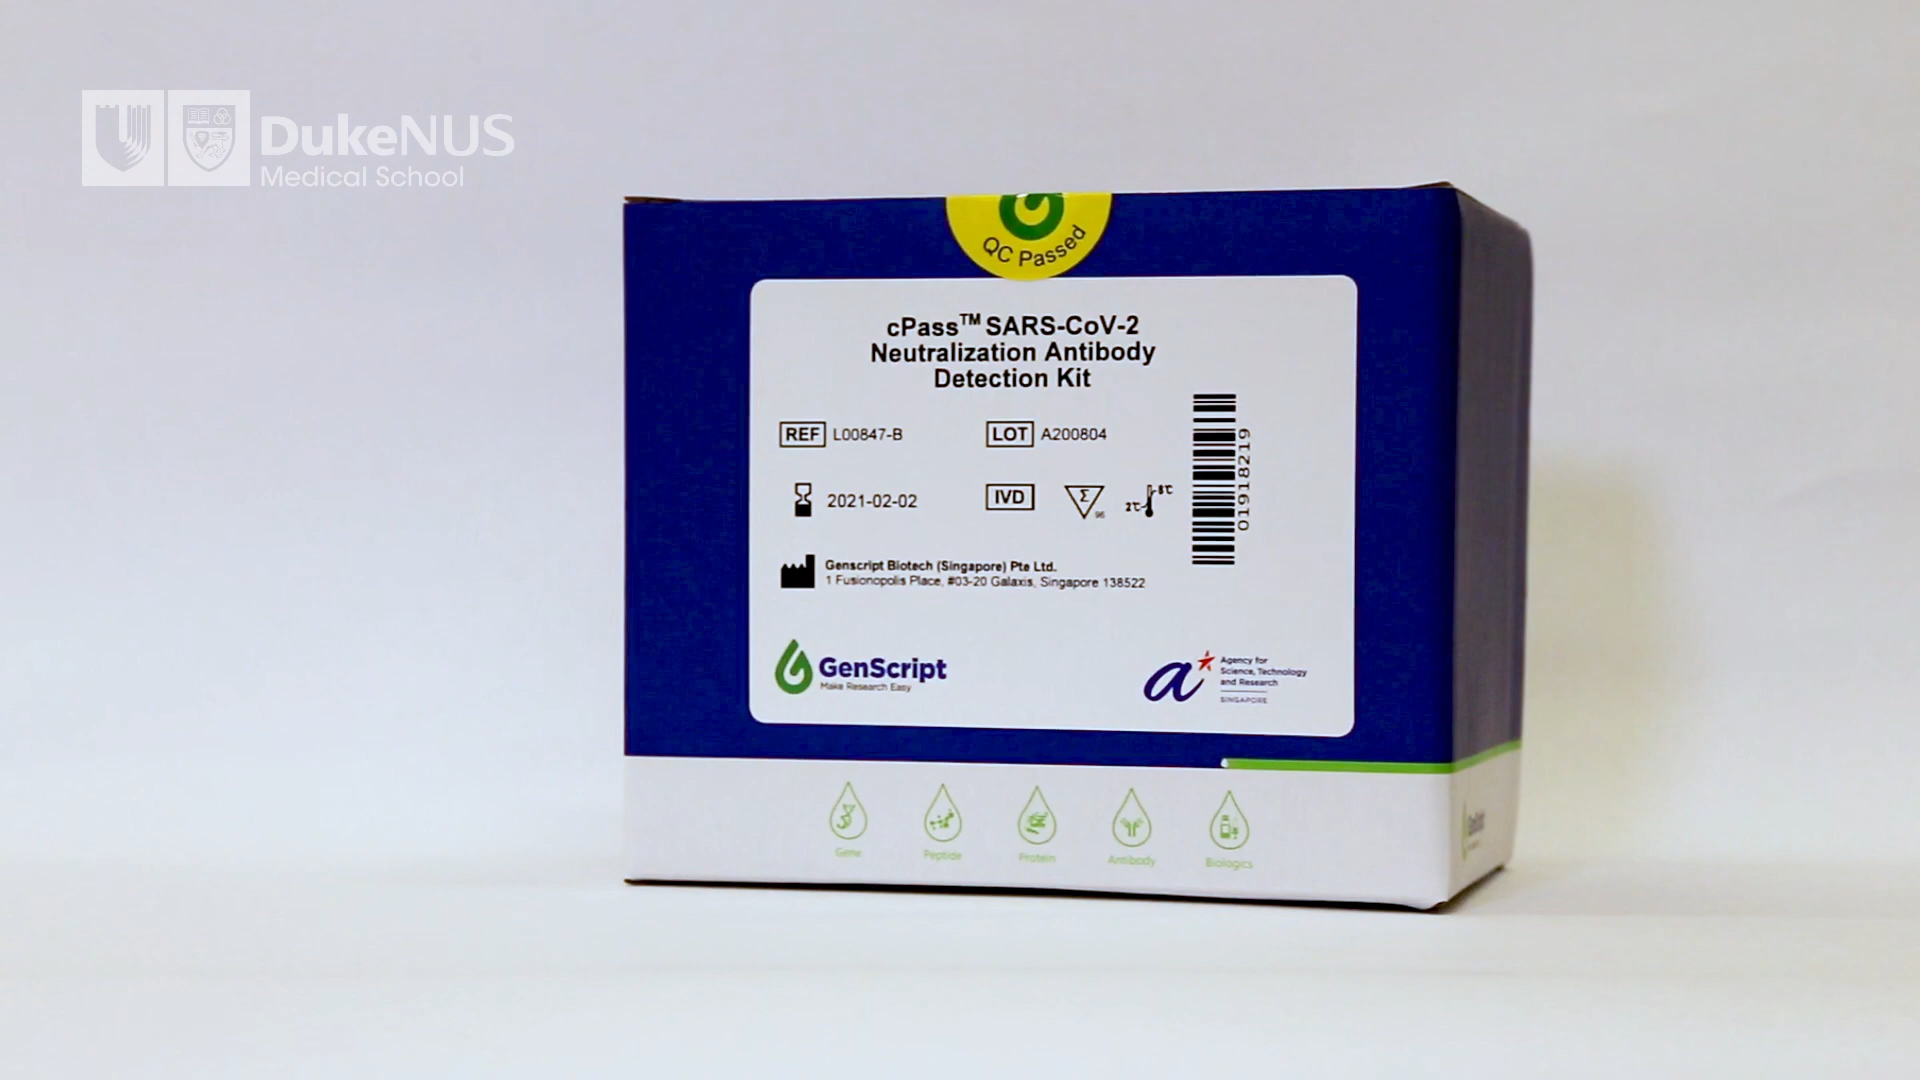 DukeNUS
Medical School
QC Passed
cPass™ SARS-CoV-2
Neutralization Antibody
Detection Kit
REF L00847-B
LOT A200804
2021-02-02
IVD
Σ
96
2℃
8℃
01918219
Genscript Biotech (Singapore) Pte Ltd.
1 Fusionopolis Place, #03-20 Galaxis, Singapore 138522
GenScript
Make Research Easy
Agency for
Science, Technology
and Research
SINGAPORE
Gene
Peptide
Protein
Antibody
Biologics